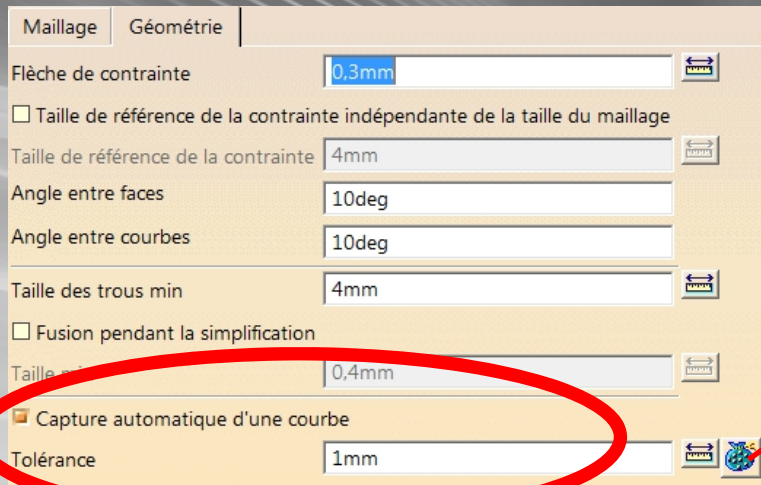 Maillage Géométrie
Flèche de contrainte 0,3mm
Taille de référence de la contrainte indépendante de la taille du maillage
Taille de référence de la contrainte 4mm
Angle entre faces 10deg
Angle entre courbes 10deg
Taille des trous min 4mm
Fusion pendant la simplification
Taille 0,4mm
Capture automatique d'une courbe
Tolérance 1mm